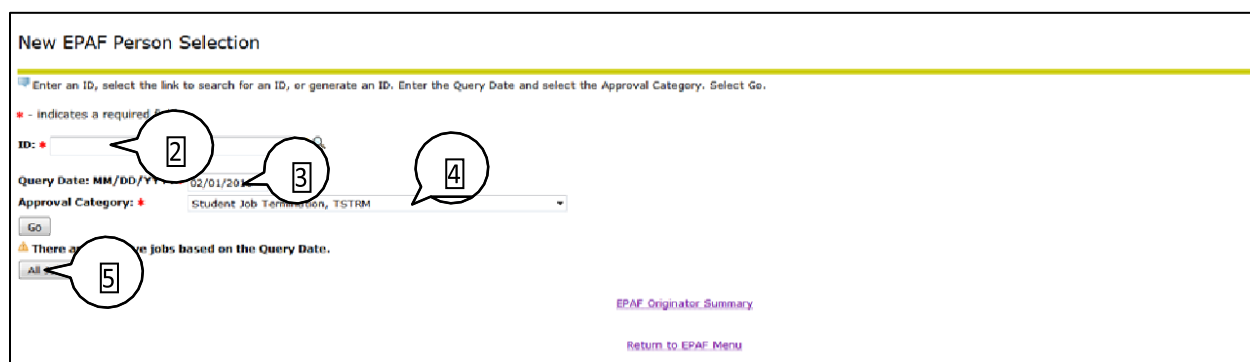 New EPAF Person Selection
Enter an ID, select the link to search for an ID, or generate an ID. Enter the Query Date and select the Approval Category. Select Go.
* - indicates a required
ID: *
2
Query Date: MM/DD/YY
02/01/201
3
4
Approval Category: *
Student Job Termination, TSTRM
Go
There a ve jobs based on the Query Date.
All
5
EPAF Originator Summary
Return to EPAF Menu